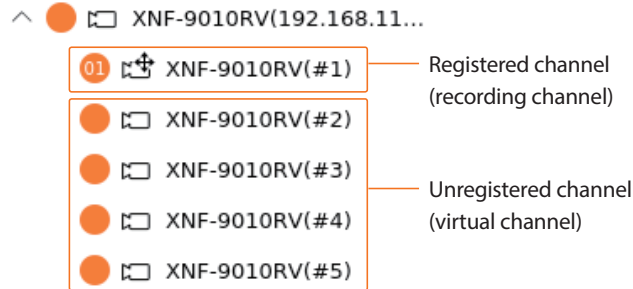 XNF-9010RV(192.168.11...
01 XNF-9010RV(#1)
Registered channel
(recording channel)
XNF-9010RV(#2)
XNF-9010RV(#3)
XNF-9010RV(#4)
XNF-9010RV(#5)
Unregistered channel
(virtual channel)